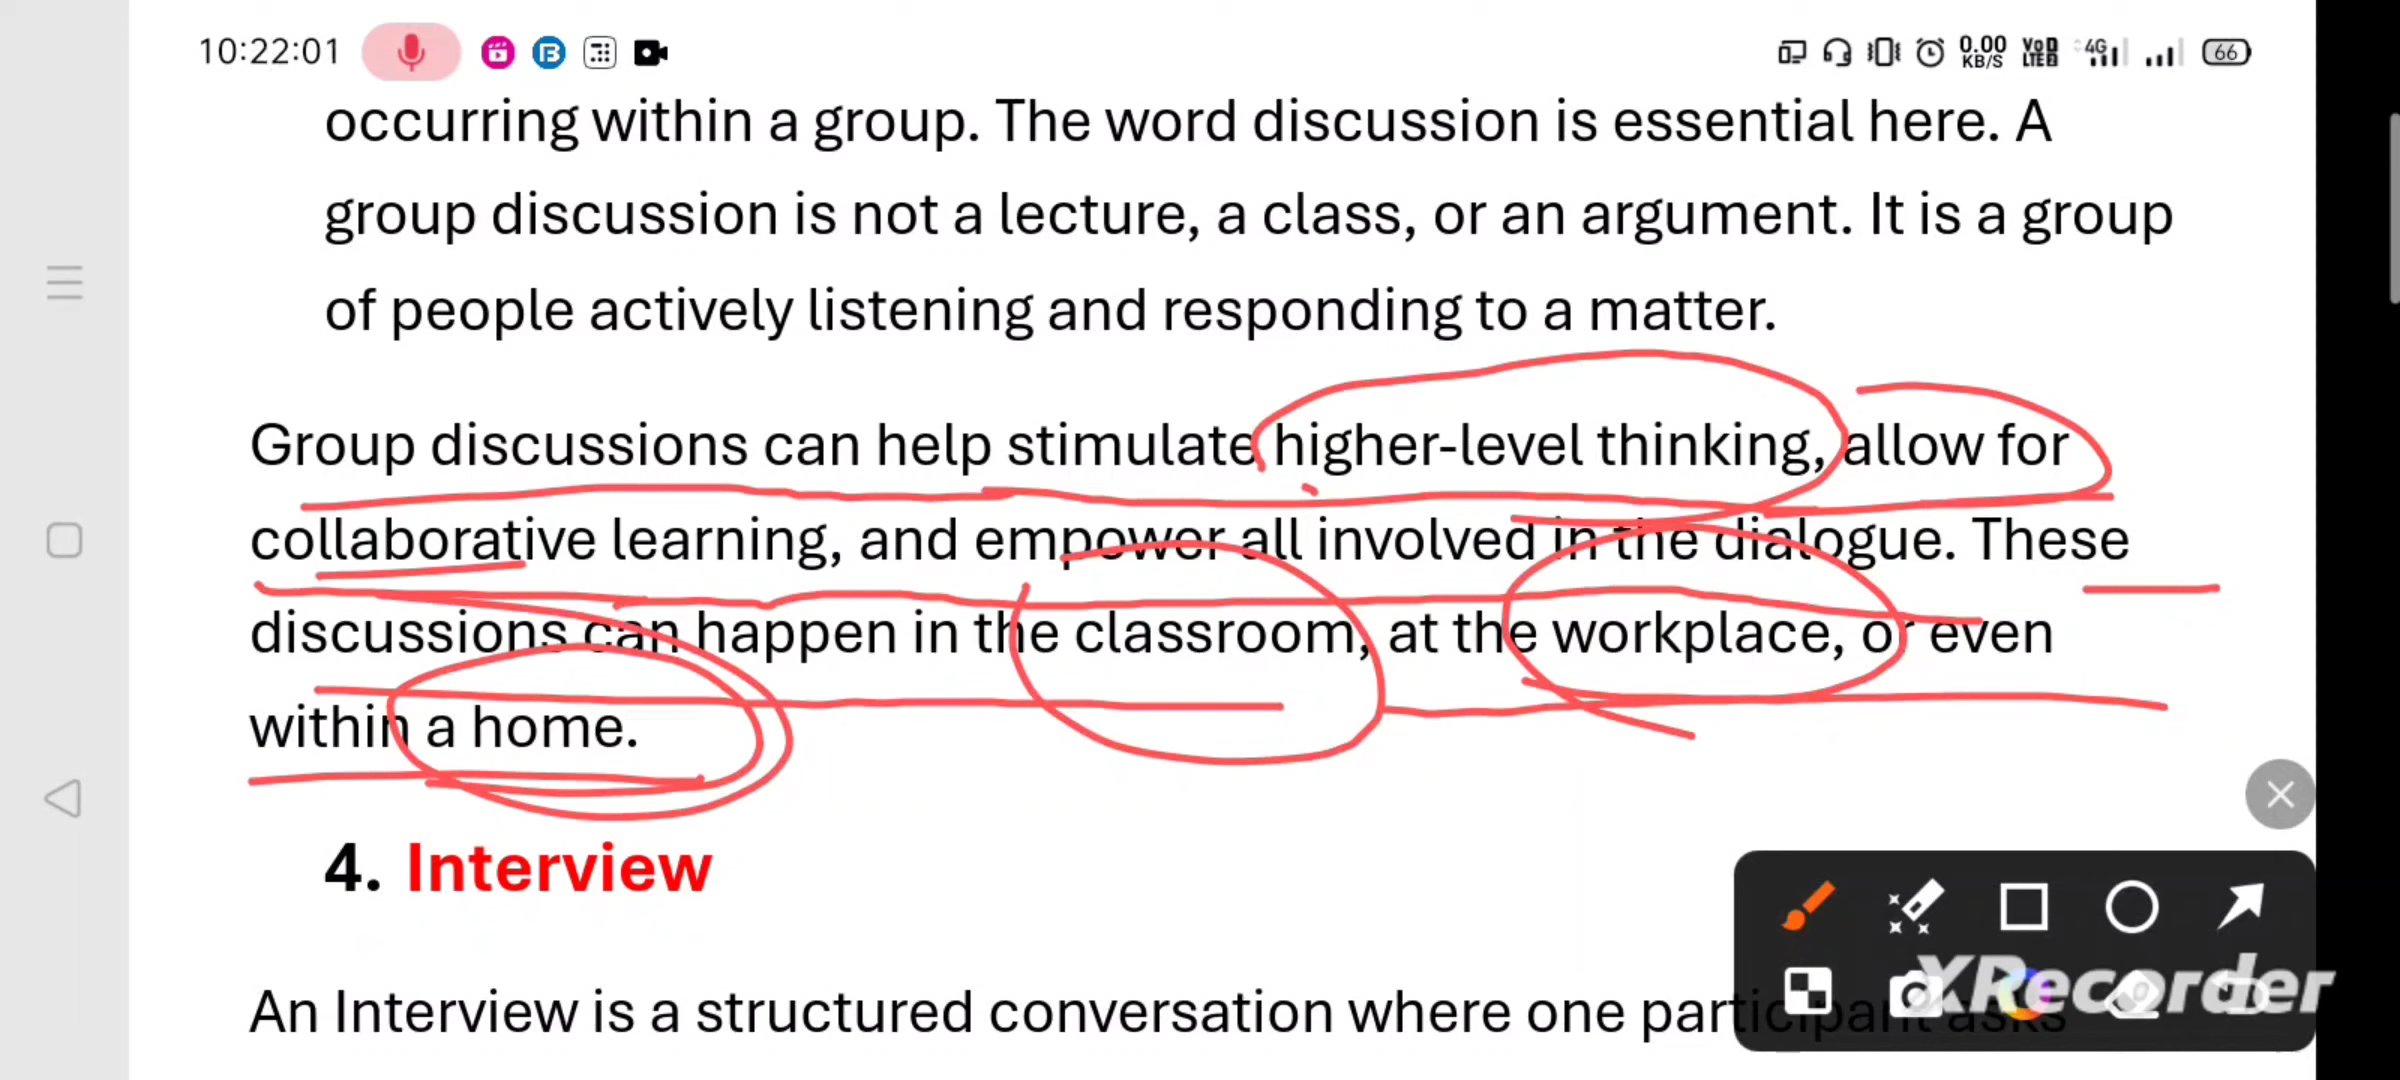 10:22:01 0.00 KB/S VoD LTE2 4G 66
occurring within a group. The word discussion is essential here. A
group discussion is not a lecture, a class, or an argument. It is a group
of people actively listening and responding to a matter.
Group discussions can help stimulate higher-level thinking, allow for
collaborative learning, and empower all involved in the dialogue. These
discussions can happen in the classroom, at the workplace, or even
within a home.
4. Interview
An Interview is a structured conversation where one participant asks
XRecorder